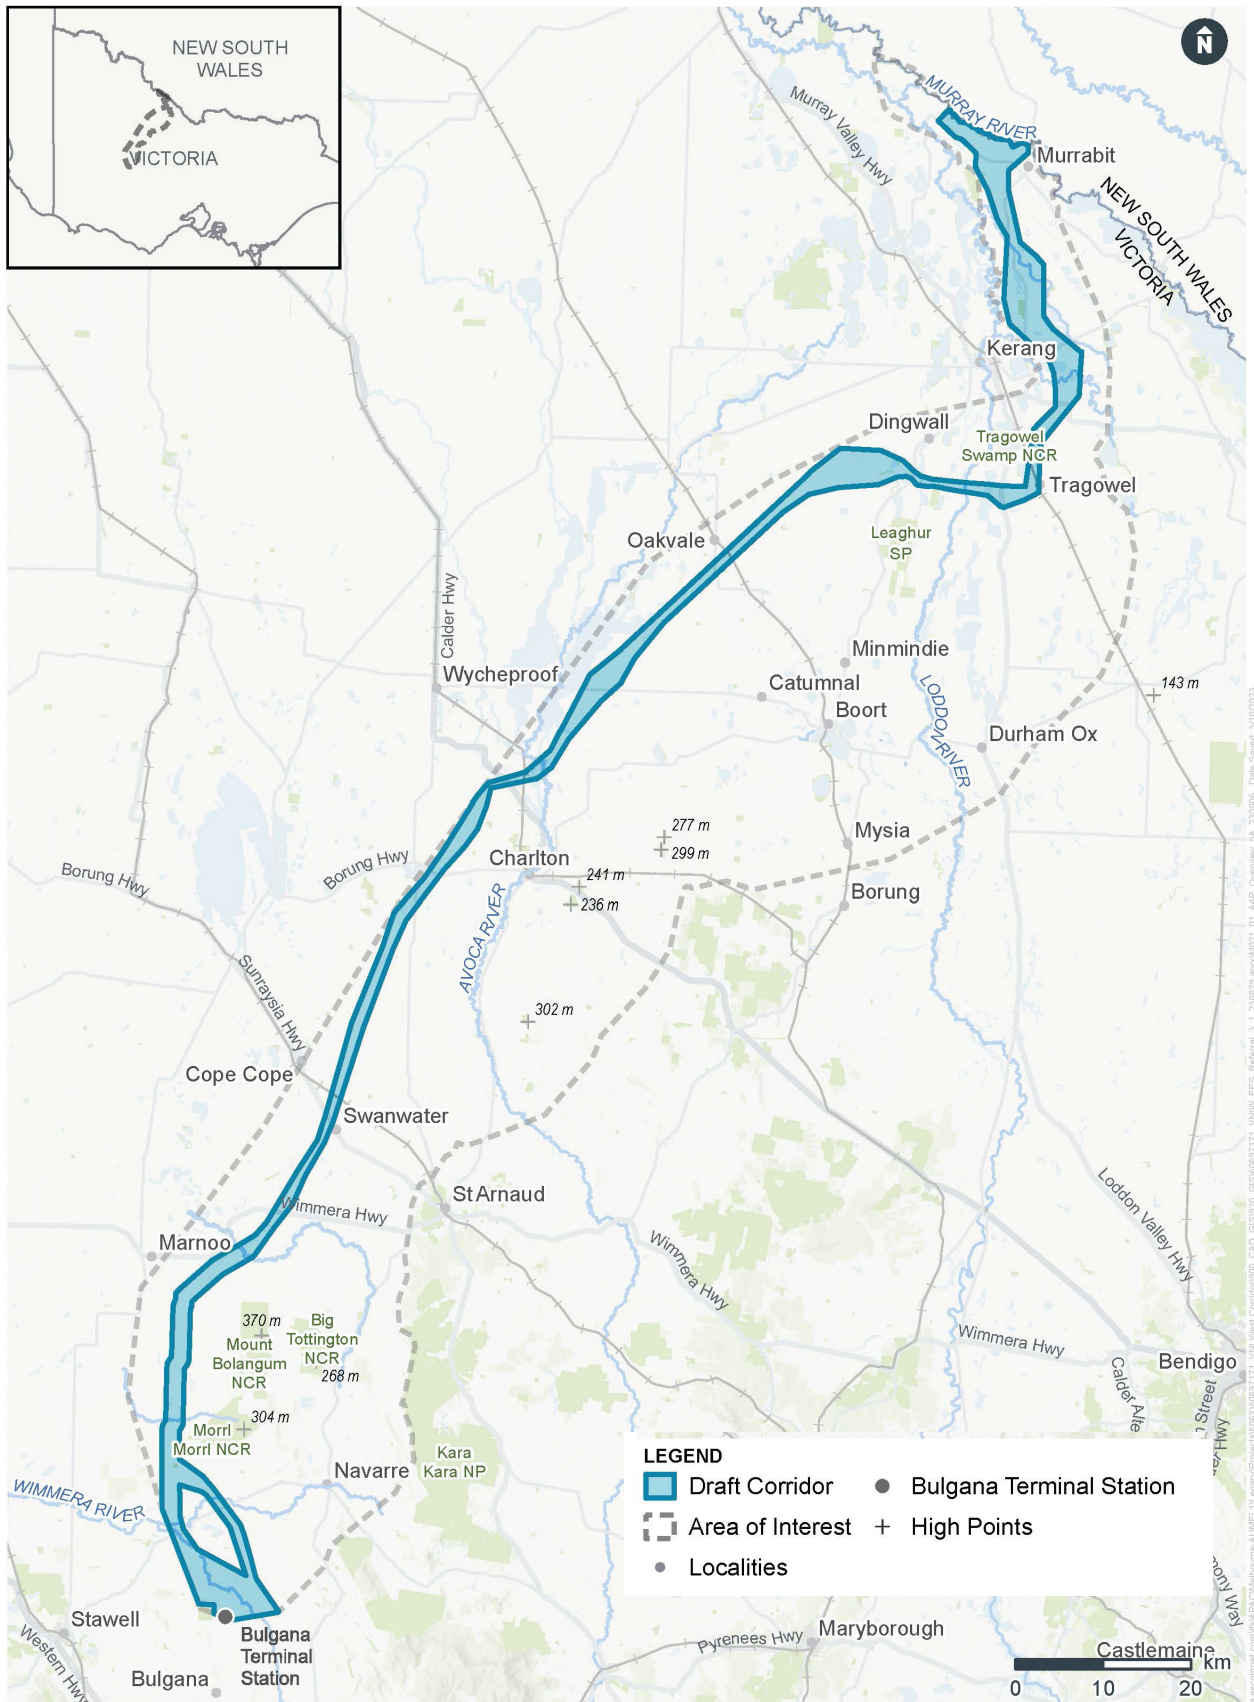 NEW SOUTH
WALES
VICTORIA
N
MURRAY RIVER
Murray Valley Hwy
Murrabit
NEW SOUTH WALES
VICTORIA
Kerang
Dingwall
Tragowel
Swamp NCR
Tragowel
Oakvale
Leaghur
SP
Calder Hwy
Minmindie
Wycheproof
Catumnal
143 m
Boort
LODDON RIVER
Durham Ox
277 m
Mysia
299 m
Charlton
Borung Hwy
Borung Hwy
241 m
Borung
236 m
AVOCA RIVER
302 m
Sunraysia Hwy
Cope Cope
Swanwater
St Arnaud
Wimmera Hwy
Loddon Valley Hwy
Marnoo
Wimmera Hwy
370 m
Big
Tottington
NCR
Mount
Bolangum
NCR
268 m
Wimmera Hwy
Bendigo
Calder Alte
Street
304 m
Morrl
Morrl NCR
Kara
Kara NP
Navarre
WIMMERA RIVER
LEGEND
Draft Corridor
Bulgana Terminal Station
Area of Interest
High Points
Localities
Stawell
Western Hwy
Bulgana
Terminal
Station
Bulgana
Maryborough
Pyrenees Hwy
Castlemaine
km
0 10 20